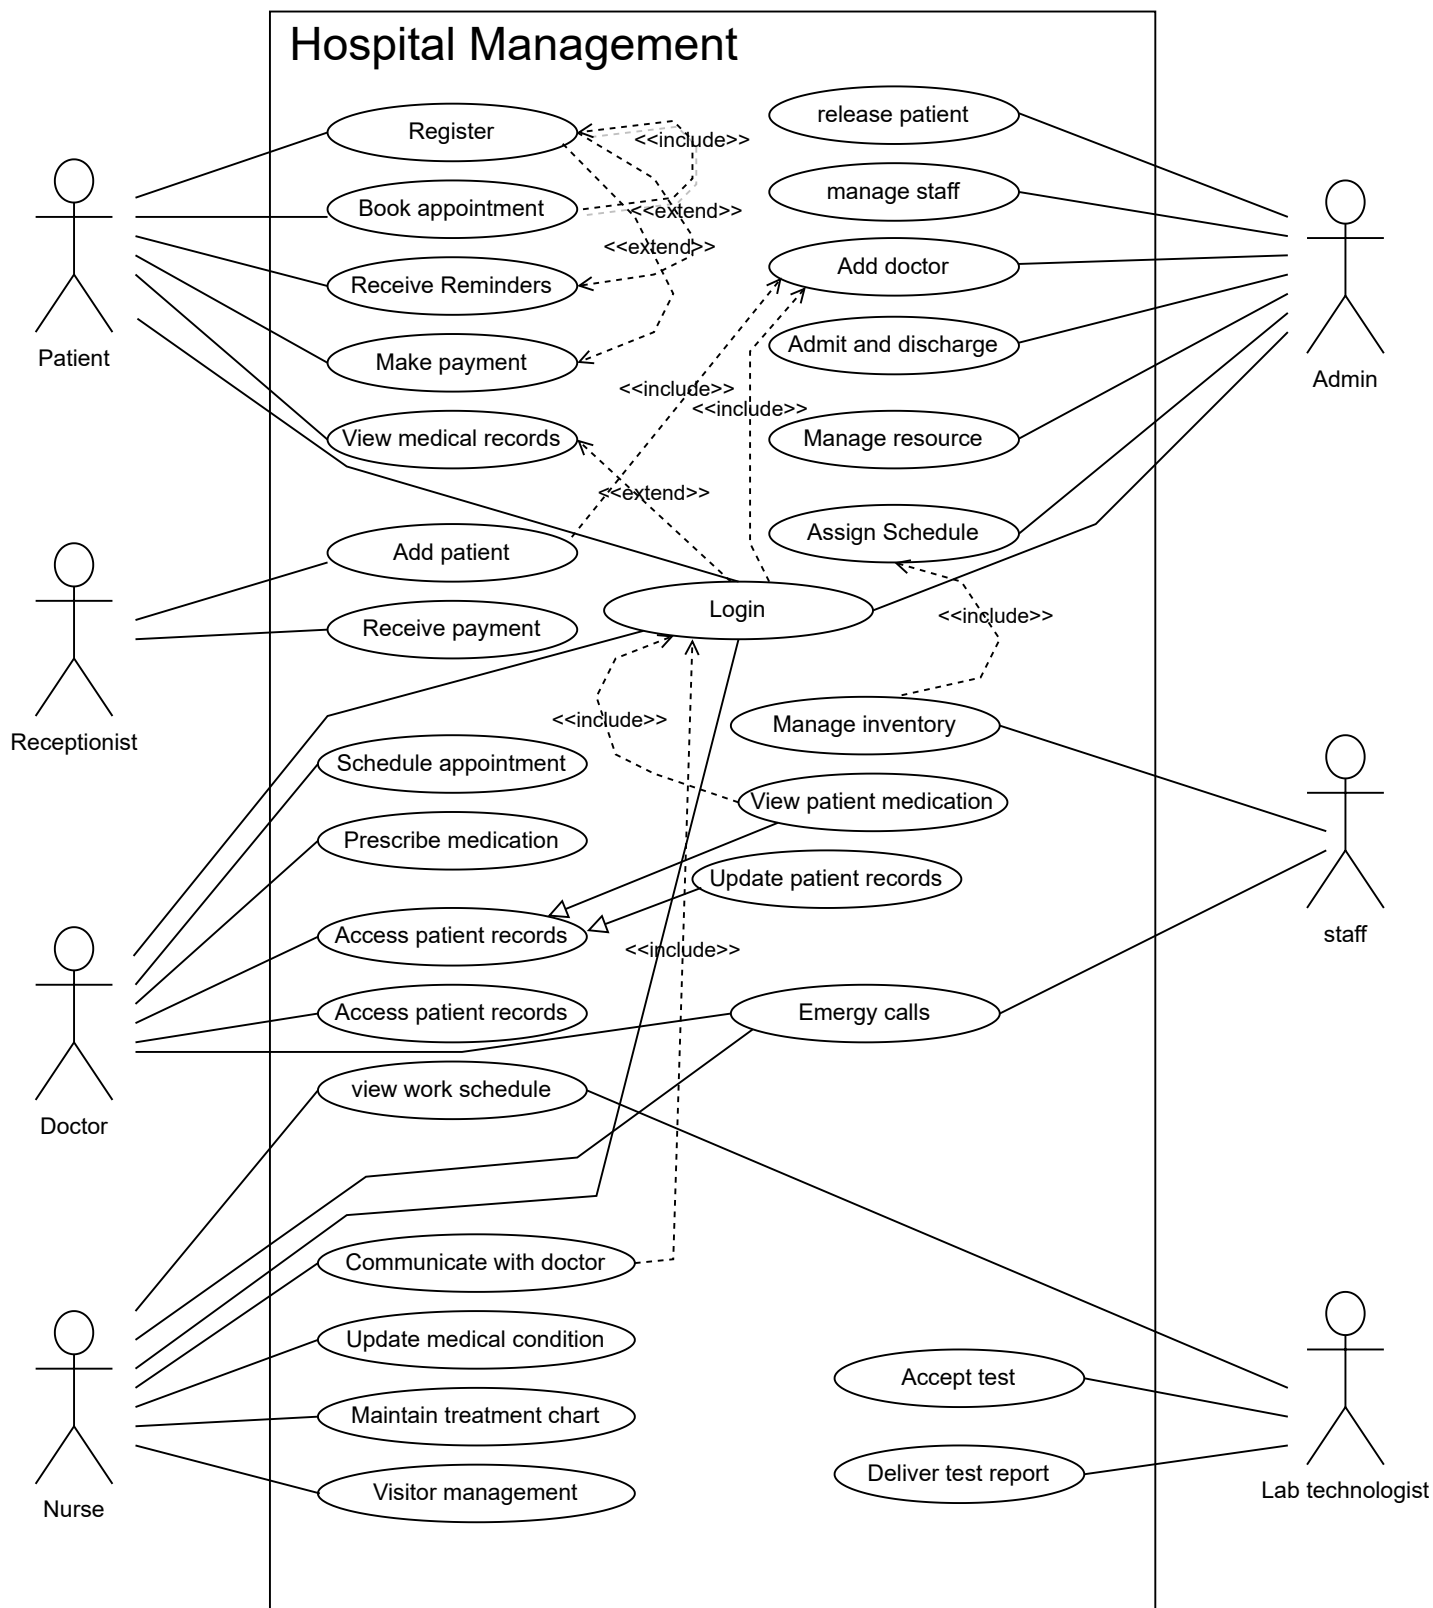 Hospital Management
release patient
Register
<<include>>
manage staff
Book appointment
<<extend>>
<<extend>>
Add doctor
Receive Reminders
Admit and discharge
Patient
Make payment
Admin
<<include>>
<<include>>
View medical records
Manage resource
<<extend>>
Assign Schedule
Add patient
Login
<<include>>
Receive payment
Receptionist
<<include>>
Manage inventory
Schedule appointment
View patient medication
Prescribe medication
Update patient records
Access patient records
staff
<<include>>
Access patient records
Emergy calls
view work schedule
Doctor
Communicate with doctor
Update medical condition
Accept test
Maintain treatment chart
Deliver test report
Lab technologist
Visitor management
Nurse